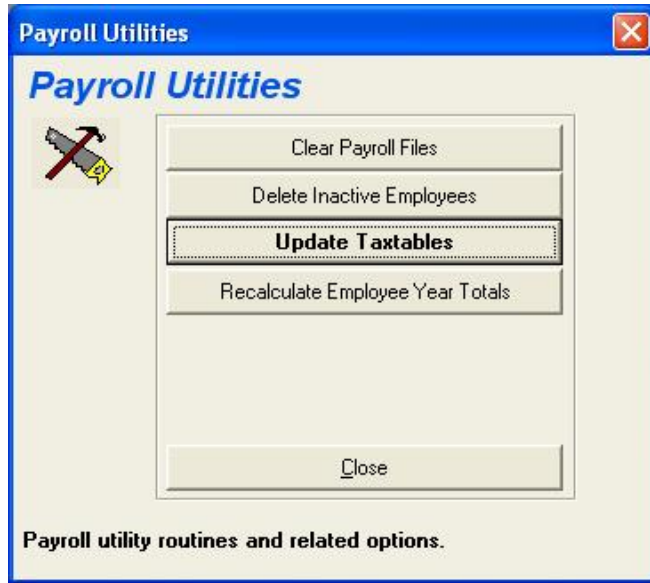 Payroll Utilities
Payroll Utilities
Clear Payroll Files
Delete Inactive Employees
Update Taxtables
Recalculate Employee Year Totals
Close
Payroll utility routines and related options.